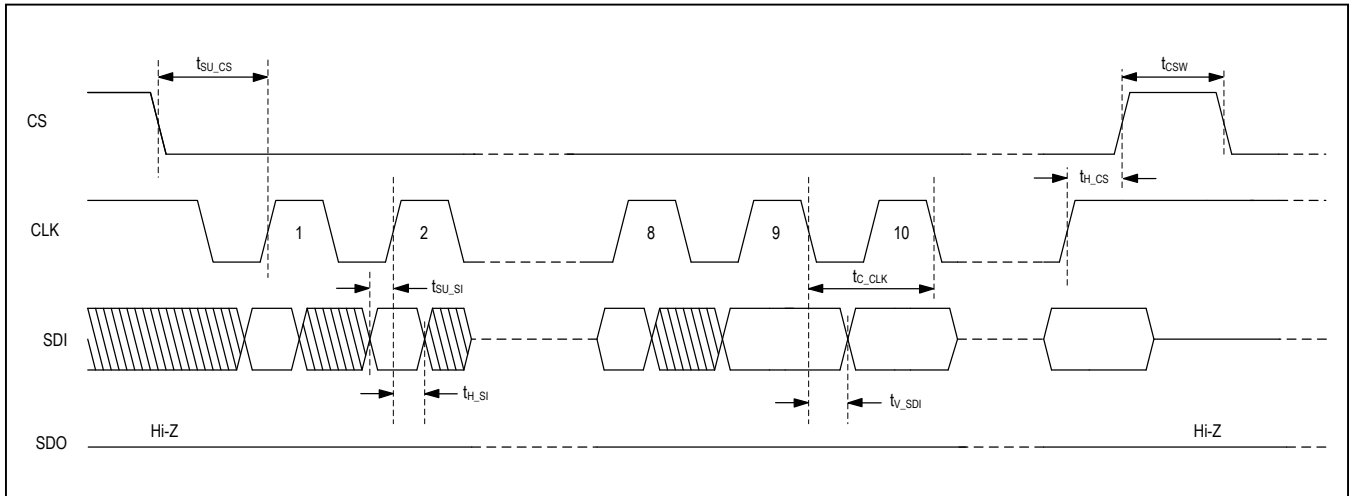 tSU_CS
tCSW
CS
tH_CS
CLK
1
2
8
9
10
tC_CLK
tSU_SI
SDI
tH_SI
tV_SDI
Hi-Z
Hi-Z
SDO